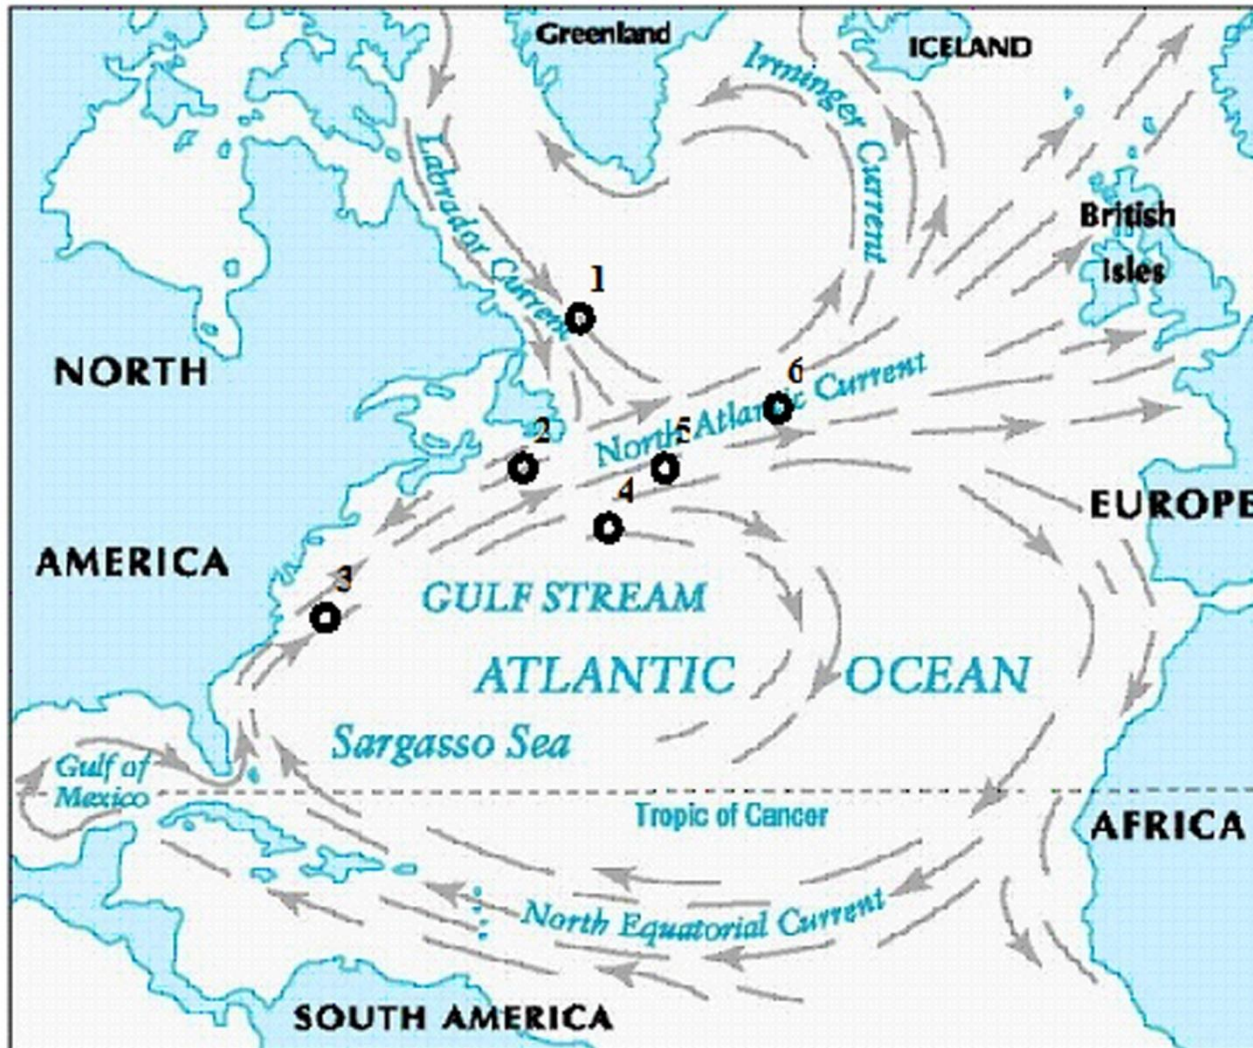 Greenland
ICELAND
Irminger Current
Labrador Current
British
Isles
1
NORTH
6
North Atlantic Current
2
5
4
EUROPE
AMERICA
3
GULF STREAM
ATLANTIC OCEAN
Sargasso Sea
Gulf of
Mexico
Tropic of Cancer
AFRICA
North Equatorial Current
SOUTH AMERICA